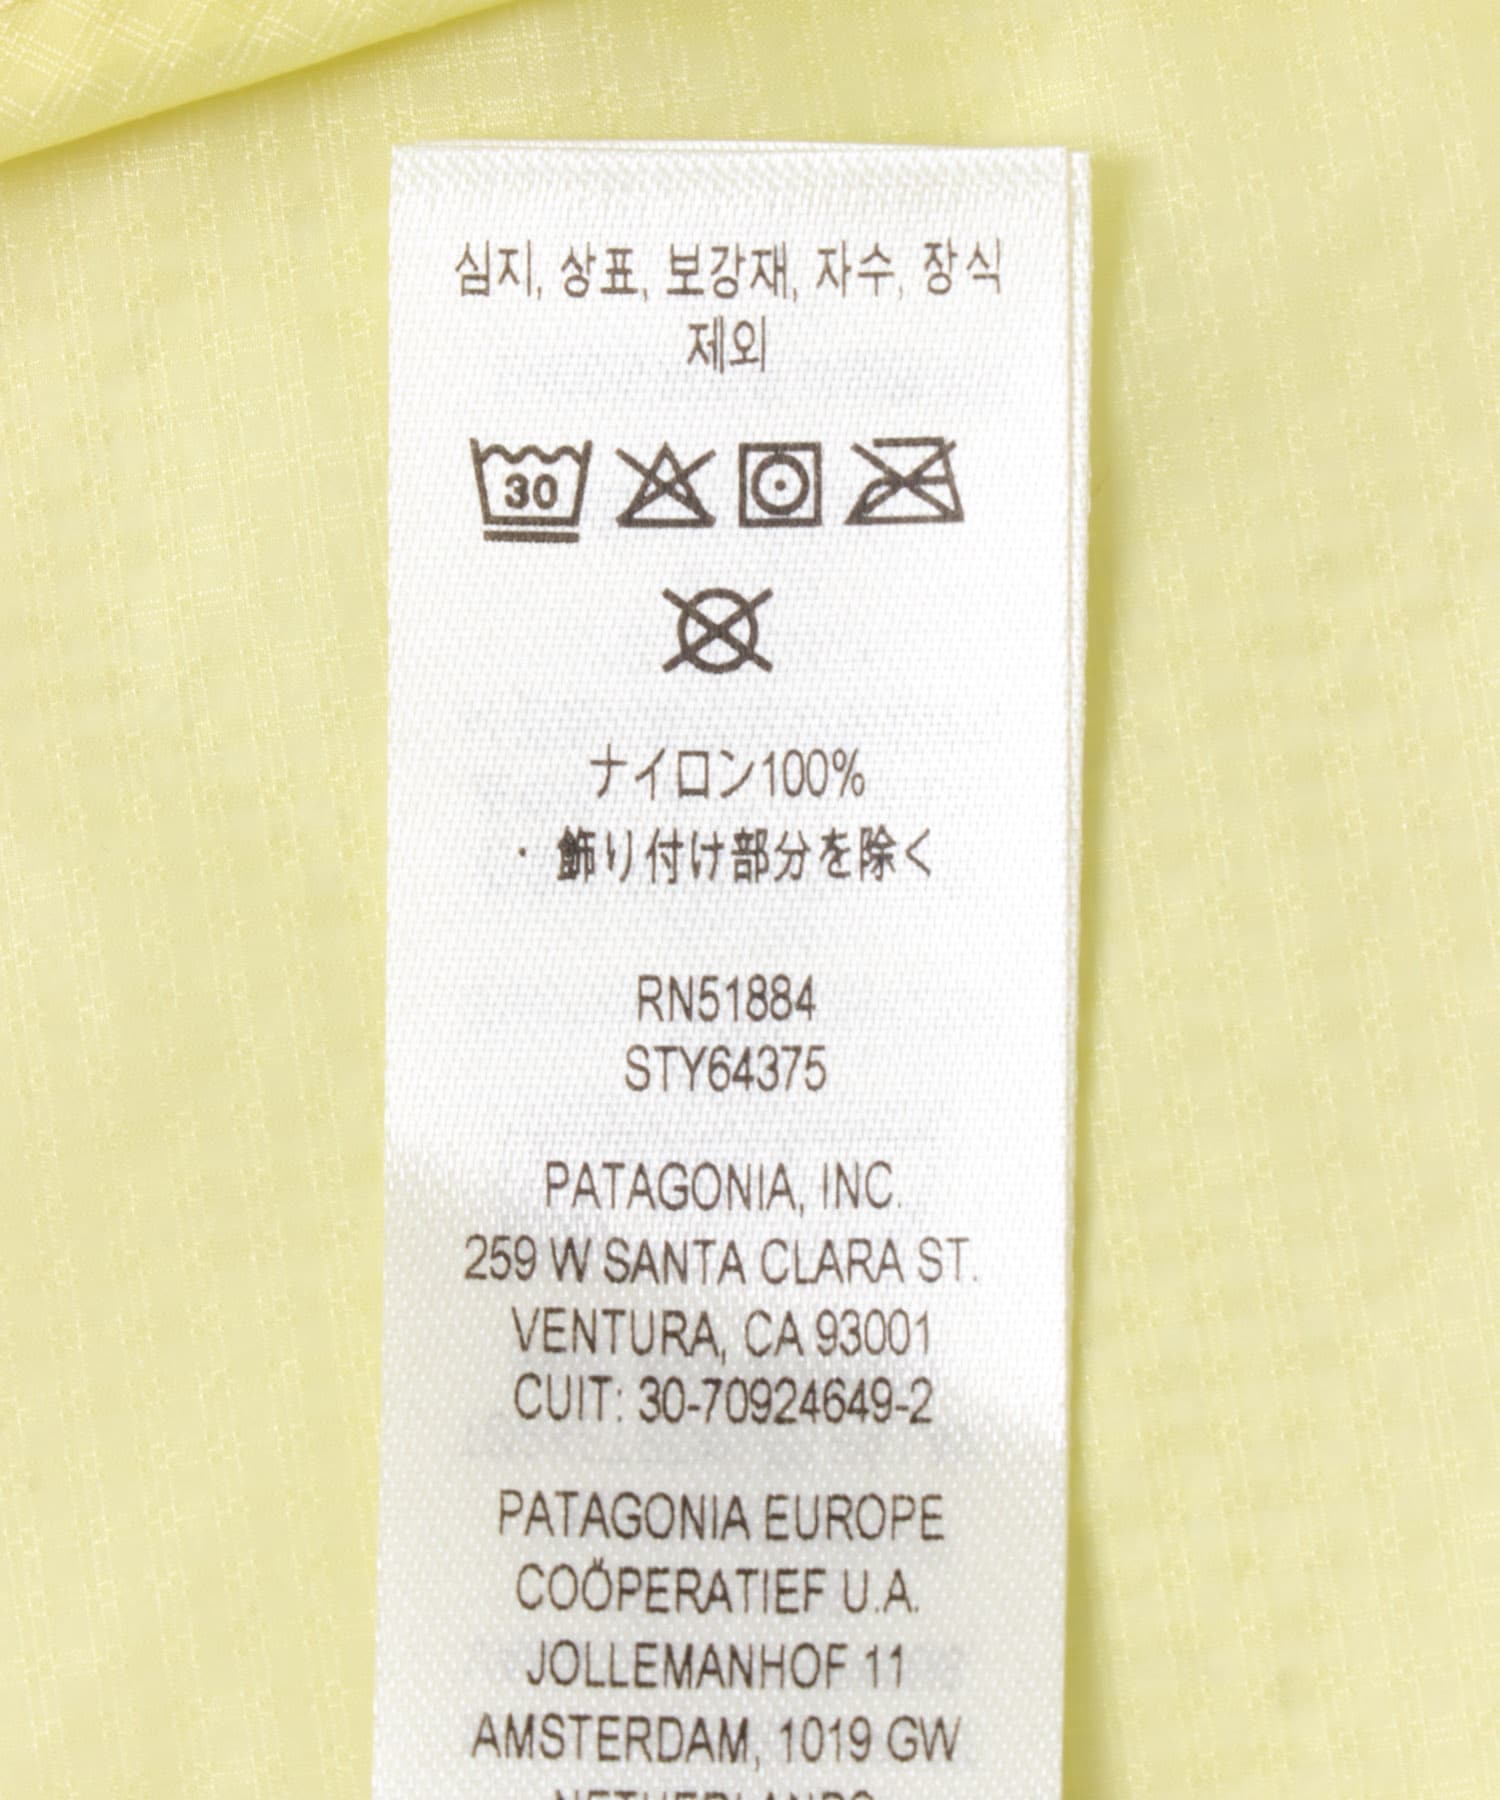 심지, 상표, 보강재, 자수, 장식
제외
30
ナイロン100%
・飾り付け部分を除く
RN51884
STY64375
PATAGONIA, INC.
259 W SANTA CLARA ST.
VENTURA, CA 93001
CUIT: 30-70924649-2
PATAGONIA EUROPE
COÖPERATIEF U.A.
JOLLEMANHOF 11
AMSTERDAM, 1019 GW
NETHERLANDS